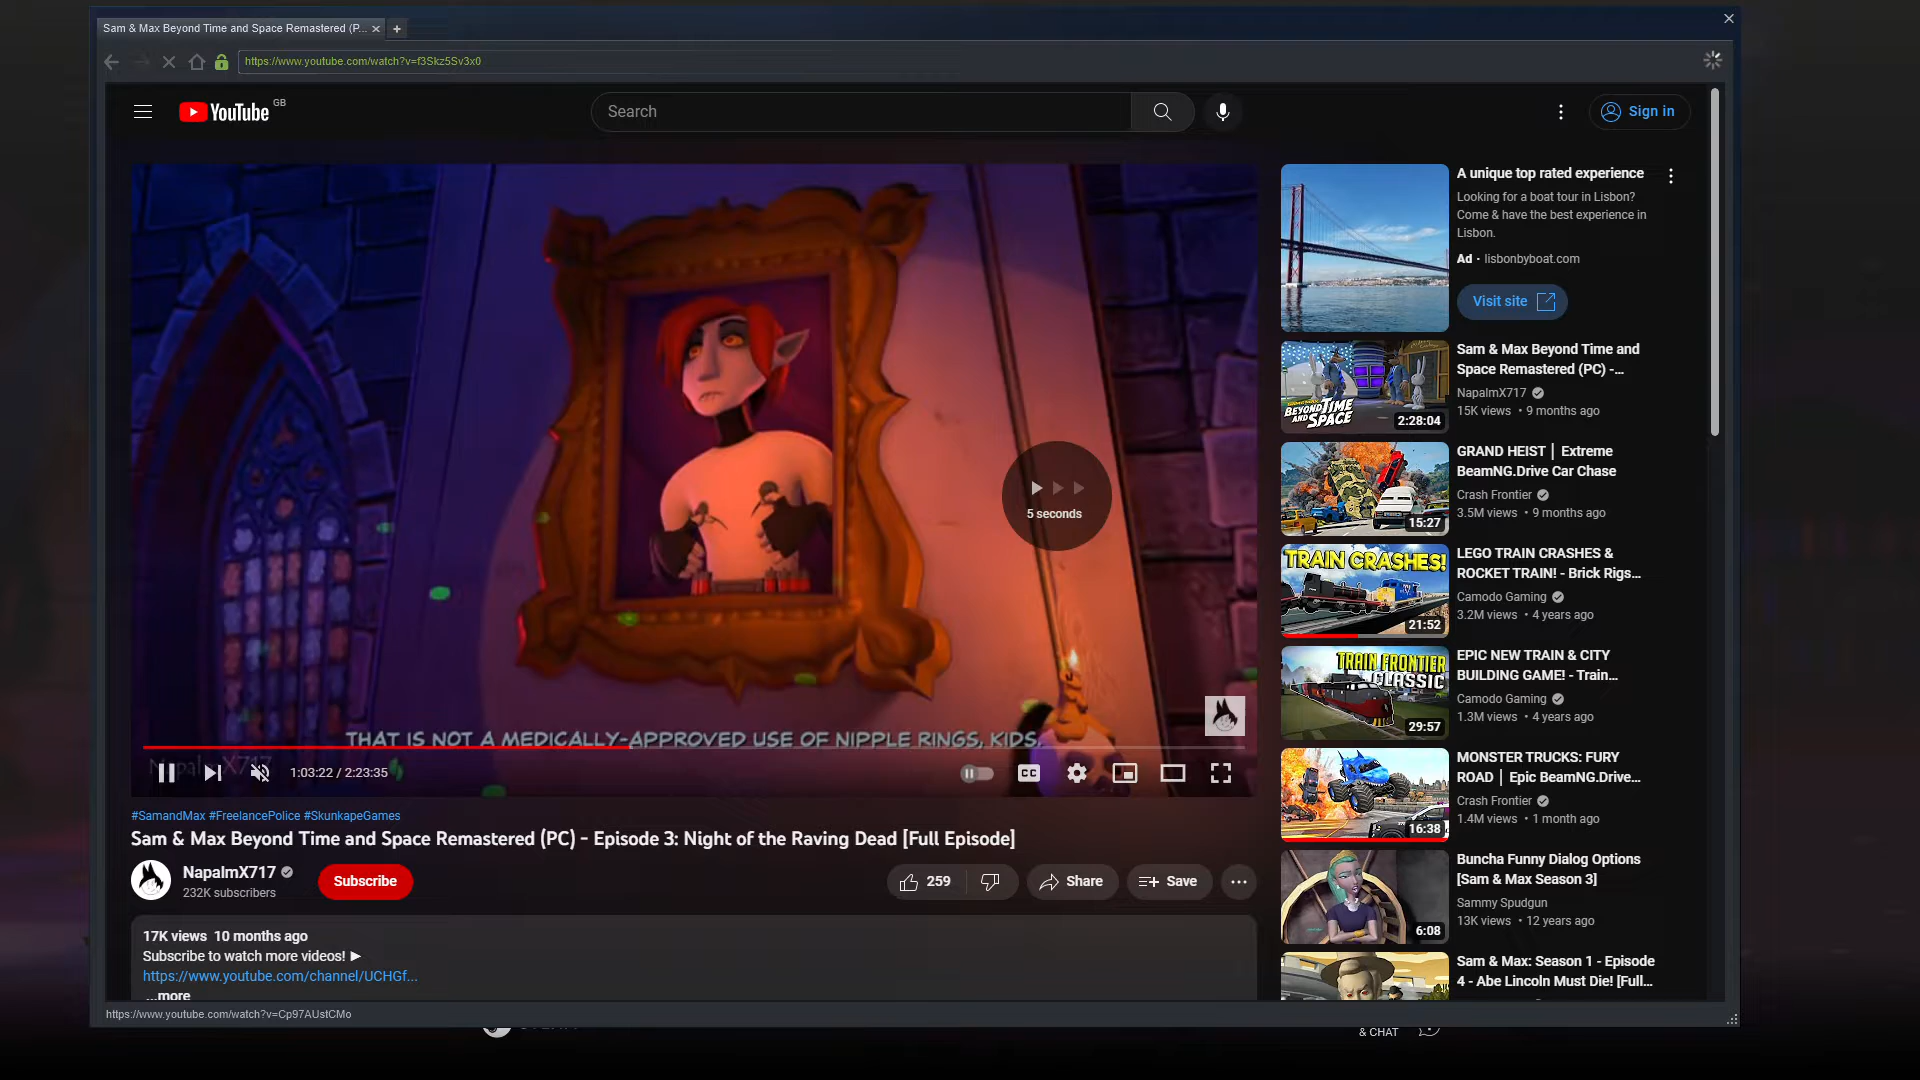 Sam & Max Beyond Time and Space Remastered (P...
https://www.youtube.com/watch?v=f3Skz5Sv3x0
YouTube GB
Search
Sign in
5 seconds
THAT IS NOT A MEDICALLY-APPROVED USE OF NIPPLE RINGS, KIDS.
NapalmX717
1:03:22 / 2:23:35
CC
#SamandMax #FreelancePolice #SkunkapeGames
Sam & Max Beyond Time and Space Remastered (PC) - Episode 3: Night of the Raving Dead [Full Episode]
NapalmX717
232K subscribers
Subscribe
259
Share
Save
17K views 10 months ago
Subscribe to watch more videos! ►
https://www.youtube.com/channel/UCHGf...
...more
A unique top rated experience
Looking for a boat tour in Lisbon?
Come & have the best experience in
Lisbon.
Ad · lisbonbyboat.com
Visit site
BEYOND TIME
AND SPACE
2:28:04
Sam & Max Beyond Time and
Space Remastered (PC) -...
NapalmX717
15K views • 9 months ago
15:27
GRAND HEIST | Extreme
BeamNG.Drive Car Chase
Crash Frontier
3.5M views • 9 months ago
TRAIN CRASHES!
21:52
LEGO TRAIN CRASHES &
ROCKET TRAIN! - Brick Rigs...
Camodo Gaming
3.2M views • 4 years ago
TRAIN FRONTIER
CLASSIC
29:57
EPIC NEW TRAIN & CITY
BUILDING GAME! - Train...
Camodo Gaming
1.3M views • 4 years ago
16:38
MONSTER TRUCKS: FURY
ROAD | Epic BeamNG.Drive...
Crash Frontier
1.4M views • 1 month ago
6:08
Buncha Funny Dialog Options
[Sam & Max Season 3]
Sammy Spudgun
13K views • 12 years ago
Sam & Max: Season 1 - Episode
4 - Abe Lincoln Must Die! [Full...
https://www.youtube.com/watch?v=Cp97AUstCMo
& CHAT